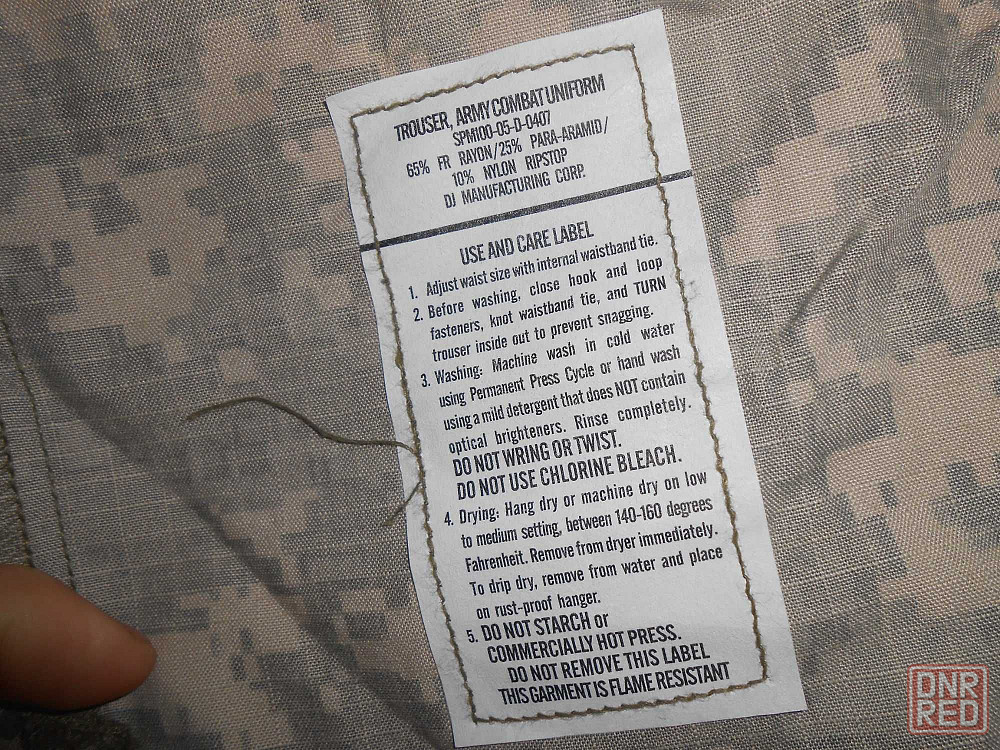 TROUSER, ARMY COMBAT UNIFORM
SPM100-05-D-0407
65% FR RAYON/25% PARA-ARAMID/
10% NYLON RIPSTOP
DJ MANUFACTURING CORP.
USE AND CARE LABEL
1. Adjust waist size with internal waistband tie.
2. Before washing, close hook and loop
fasteners, knot waistband tie, and TURN
trouser inside out to prevent snagging.
3. Washing: Machine wash in cold water
using Permanent Press Cycle or hand wash
using a mild detergent that does NOT contain
optical brighteners. Rinse completely.
DO NOT WRING OR TWIST.
DO NOT USE CHLORINE BLEACH.
4. Drying: Hang dry or machine dry on low
to medium setting, between 140-160 degrees
Fahrenheit. Remove from dryer immediately.
To drip dry, remove from water and place
on rust-proof hanger.
5. DO NOT STARCH or
COMMERCIALLY HOT PRESS.
DO NOT REMOVE THIS LABEL
THIS GARMENT IS FLAME RESISTANT
DNR
RED